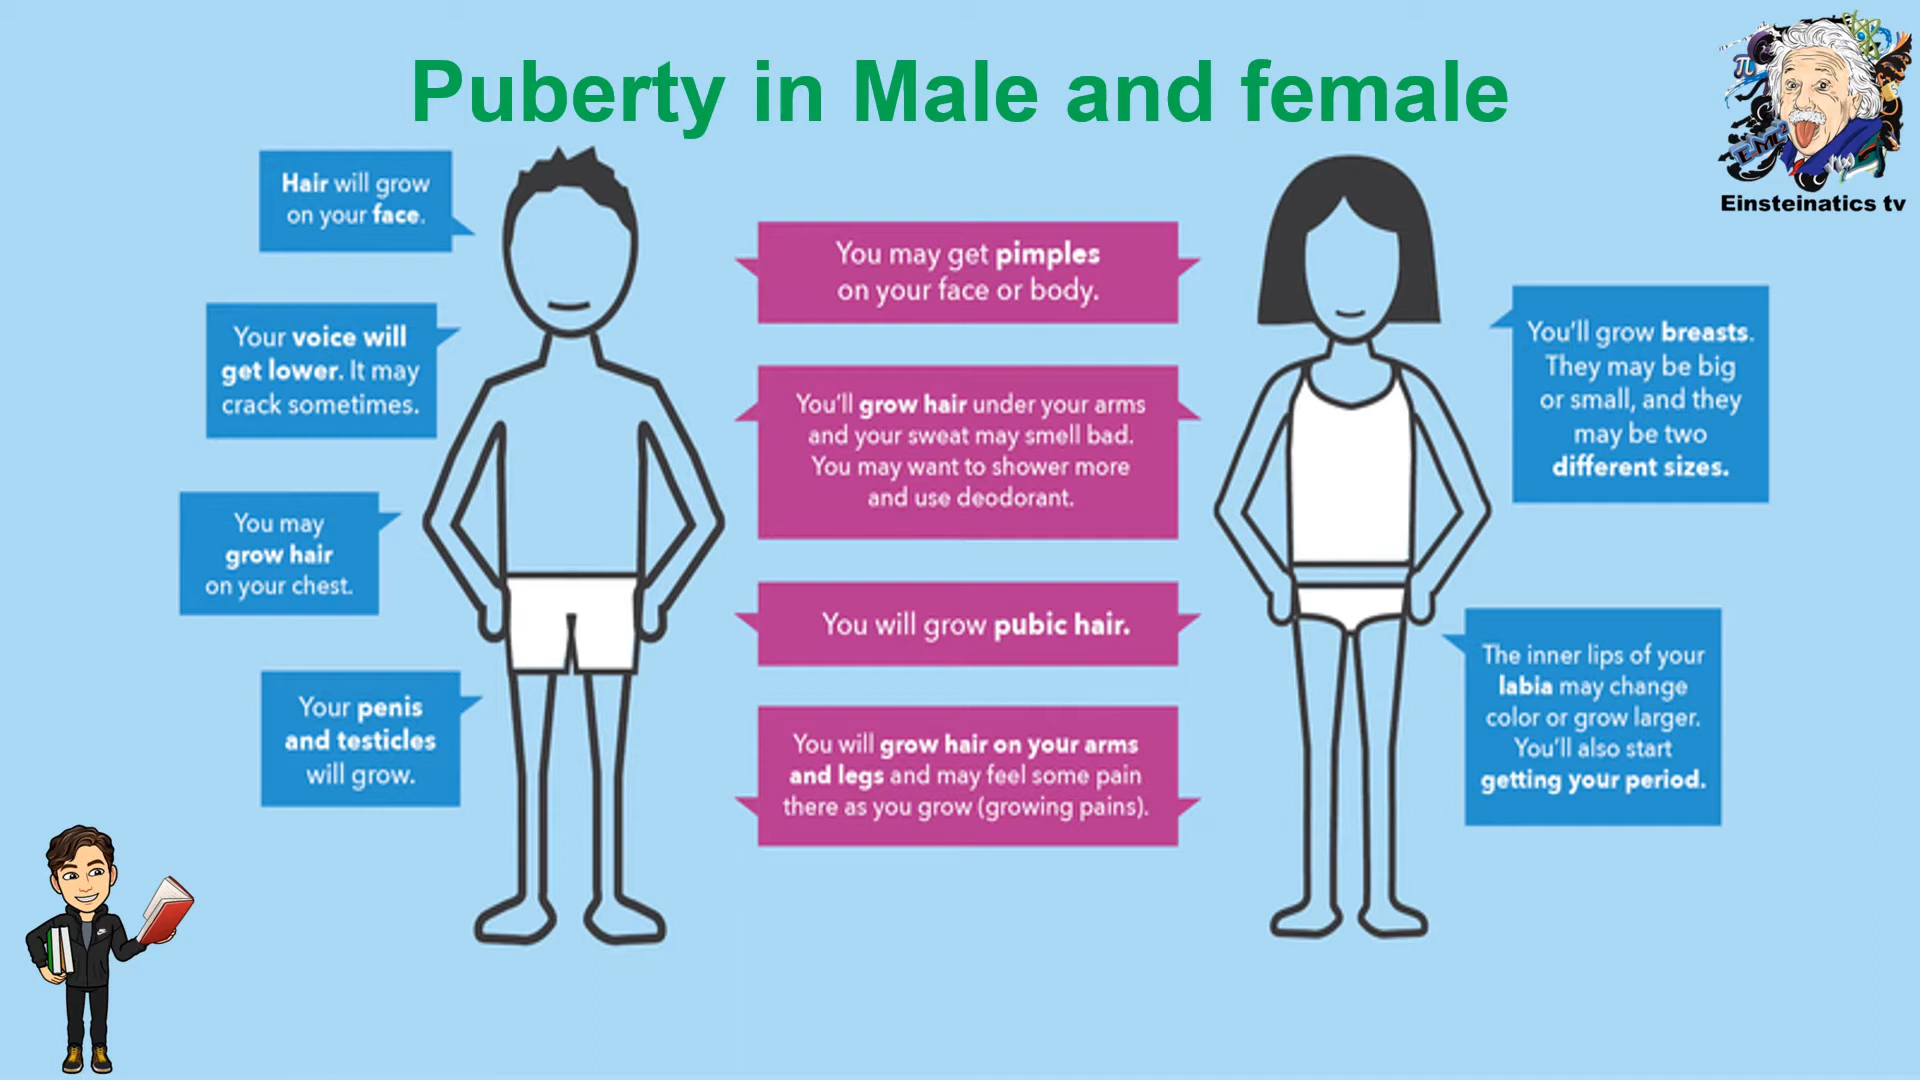 Puberty in Male and female
Einsteinatics tv
Hair will grow
on your face.
Your voice will
get lower. It may
crack sometimes.
You may
grow hair
on your chest.
Your penis
and testicles
will grow.
You may get pimples
on your face or body.
You'll grow hair under your arms
and your sweat may smell bad.
You may want to shower more
and use deodorant.
You will grow pubic hair.
You will grow hair on your arms
and legs and may feel some pain
there as you grow (growing pains).
You'll grow breasts.
They may be big
or small, and they
may be two
different sizes.
The inner lips of your
labia may change
color or grow larger.
You'll also start
getting your period.